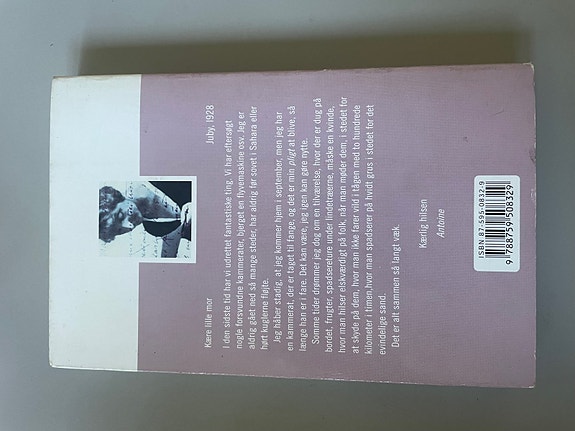 Kære lille mor
Juby, 1928
I den sidste tid har vi udrettet fantastiske ting. Vi har eftersøgt
nogle forsvundne kammerater, bjerget en flyvemaskine osv. Jeg er
aldrig gået ned så mange steder, har aldrig før sovet i Sahara eller
hørt kuglerne fløjte.
Jeg håber stadig, at jeg kommer hjem i september, men jeg har
en kammerat, der er taget til fange, og det er min pligt at blive, så
længe han er i fare. Det kan være, jeg igen kan gøre nytte.
Somme tider drømmer jeg dog om en tilværelse, hvor der er dug på
bordet, frugter, spadsereture under lindetræerne, måske en kvinde,
hvor man hilser elskværdigt på folk, når man møder dem, i stedet for
at skyde på dem, hvor man ikke farer vild i tågen med to hundrede
kilometer i timen,hvor man spadserer på hvidt grus i stedet for det
evindelige sand.
Det er alt sammen så langt væk.
Kærlig hilsen
Antoine
ISBN 87-595-0832-9
9 788759 508329